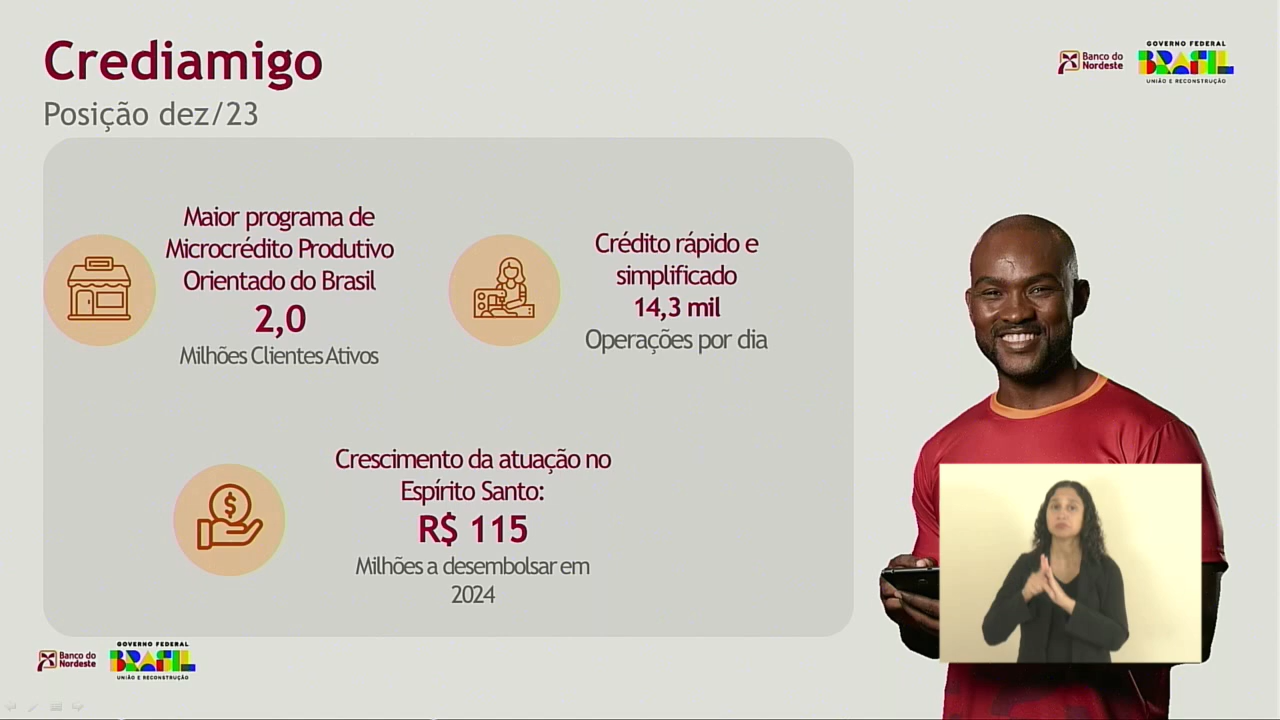 Crediamigo
Posição dez/23
Banco do
Nordeste
GOVERNO FEDERAL
BRASIL
UNIÃO E RECONSTRUÇÃO
Maior programa de
Microcrédito Produtivo
Orientado do Brasil
2,0
Milhões Clientes Ativos
Crédito rápido e
simplificado
14,3 mil
Operações por dia
Crescimento da atuação no
Espírito Santo:
R$ 115
Milhões a desembolsar em
2024
Banco do
Nordeste
GOVERNO FEDERAL
BRASIL
UNIÃO E RECONSTRUÇÃO